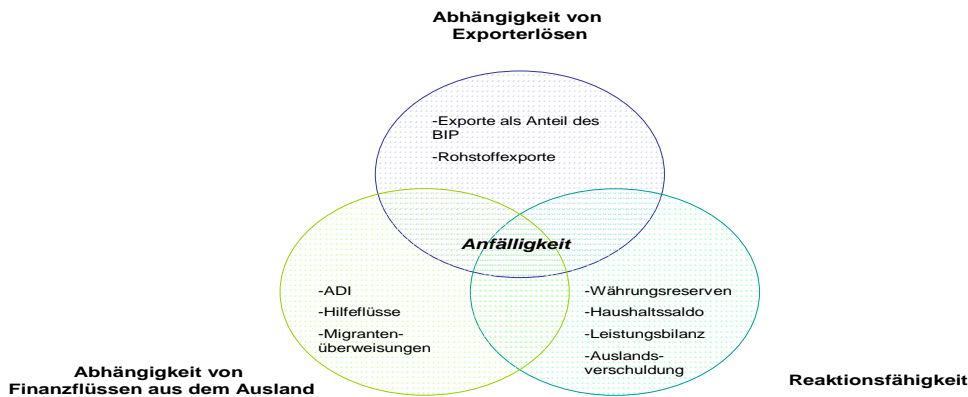 Abhängigkeit von
Exporterlösen
-Exporte als Anteil des
BIP
-Rohstoffexporte
Anfälligkeit
-ADI
-Hilfeflüsse
-Migranten-
überweisungen
-Währungsreserven
-Haushaltssaldo
-Leistungsbilanz
-Auslands-
verschuldung
Abhängigkeit von
Finanzflüssen aus dem Ausland
Reaktionsfähigkeit